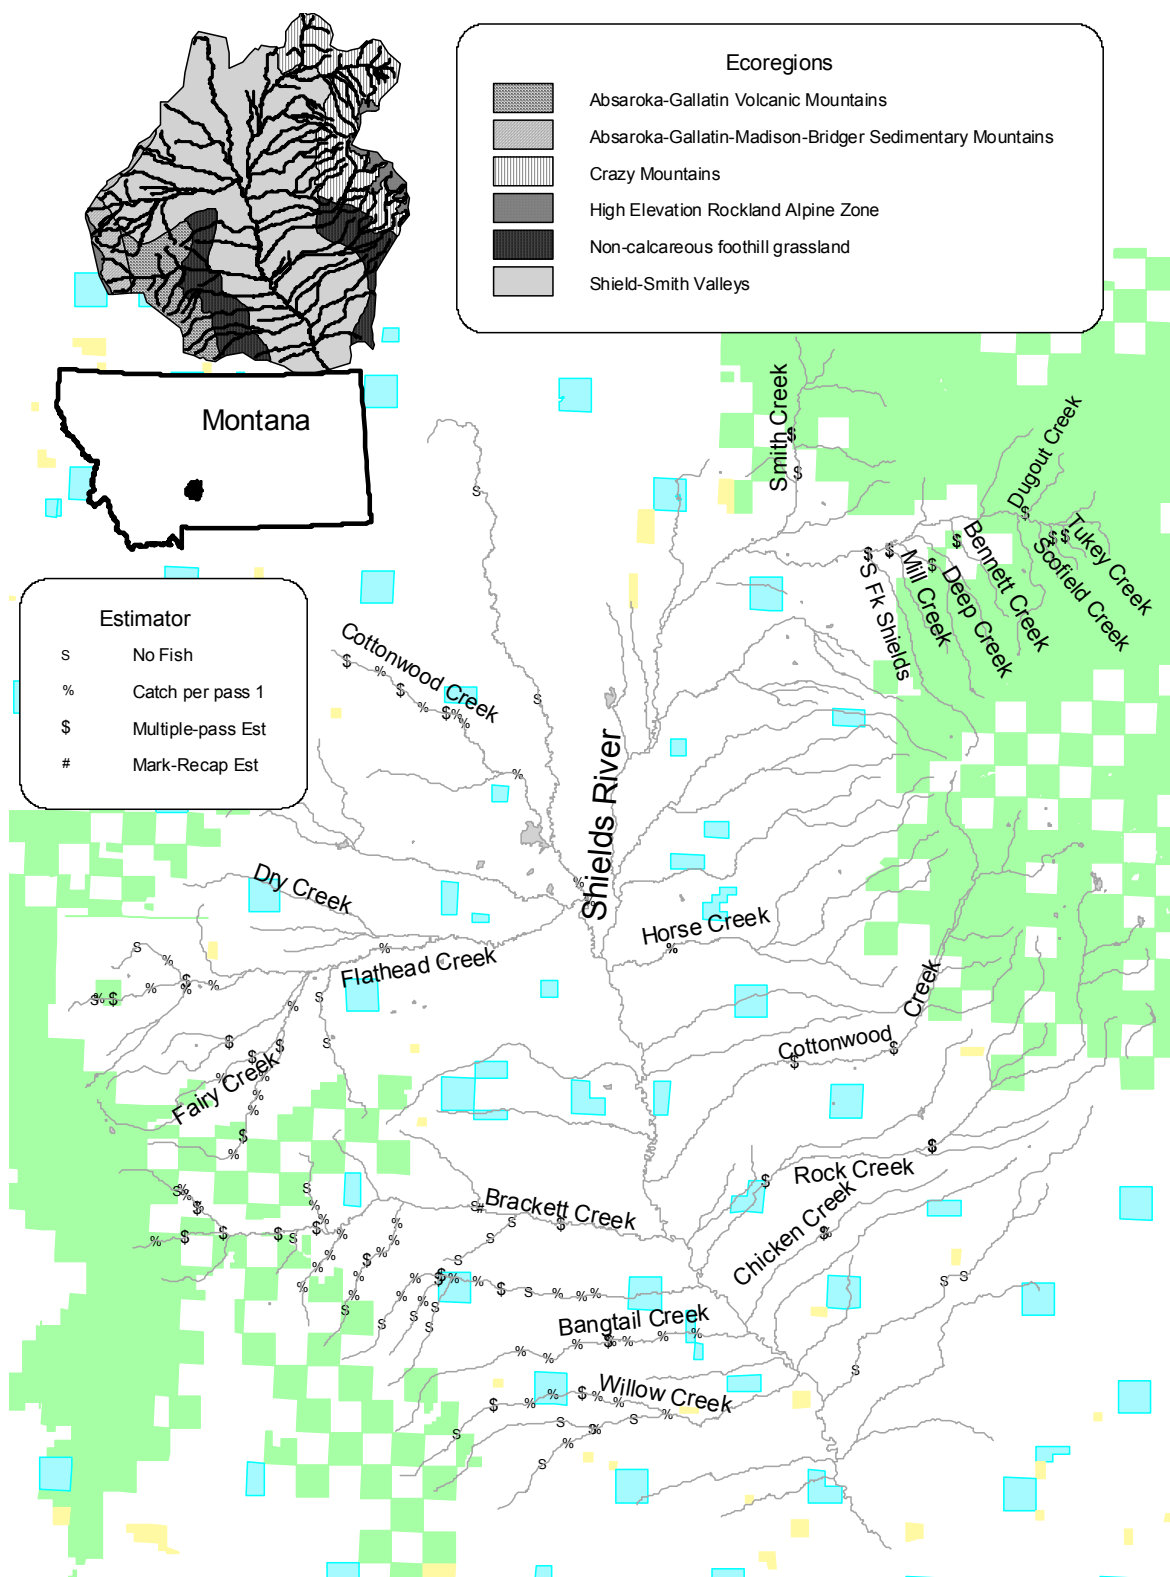 Ecoregions
Absaroka-Gallatin Volcanic Mountains
Absaroka-Gallatin-Madison-Bridger Sedimentary Mountains
Crazy Mountains
High Elevation Rockland Alpine Zone
Non-calcareous foothill grassland
Shield-Smith Valleys
Montana
Estimator
S No Fish
% Catch per pass 1
$ Multiple-pass Est
# Mark-Recap Est
Smith Creek
Dugout Creek
Tukey Creek
Scofield Creek
Bennett Creek
Deep Creek
Mill Creek
S Fk Shields
Cottonwood Creek
Shields River
Dry Creek
Flathead Creek
Horse Creek
Cottonwood Creek
Fairy Creek
Rock Creek
Chicken Creek
Brackett Creek
Bangtail Creek
Willow Creek